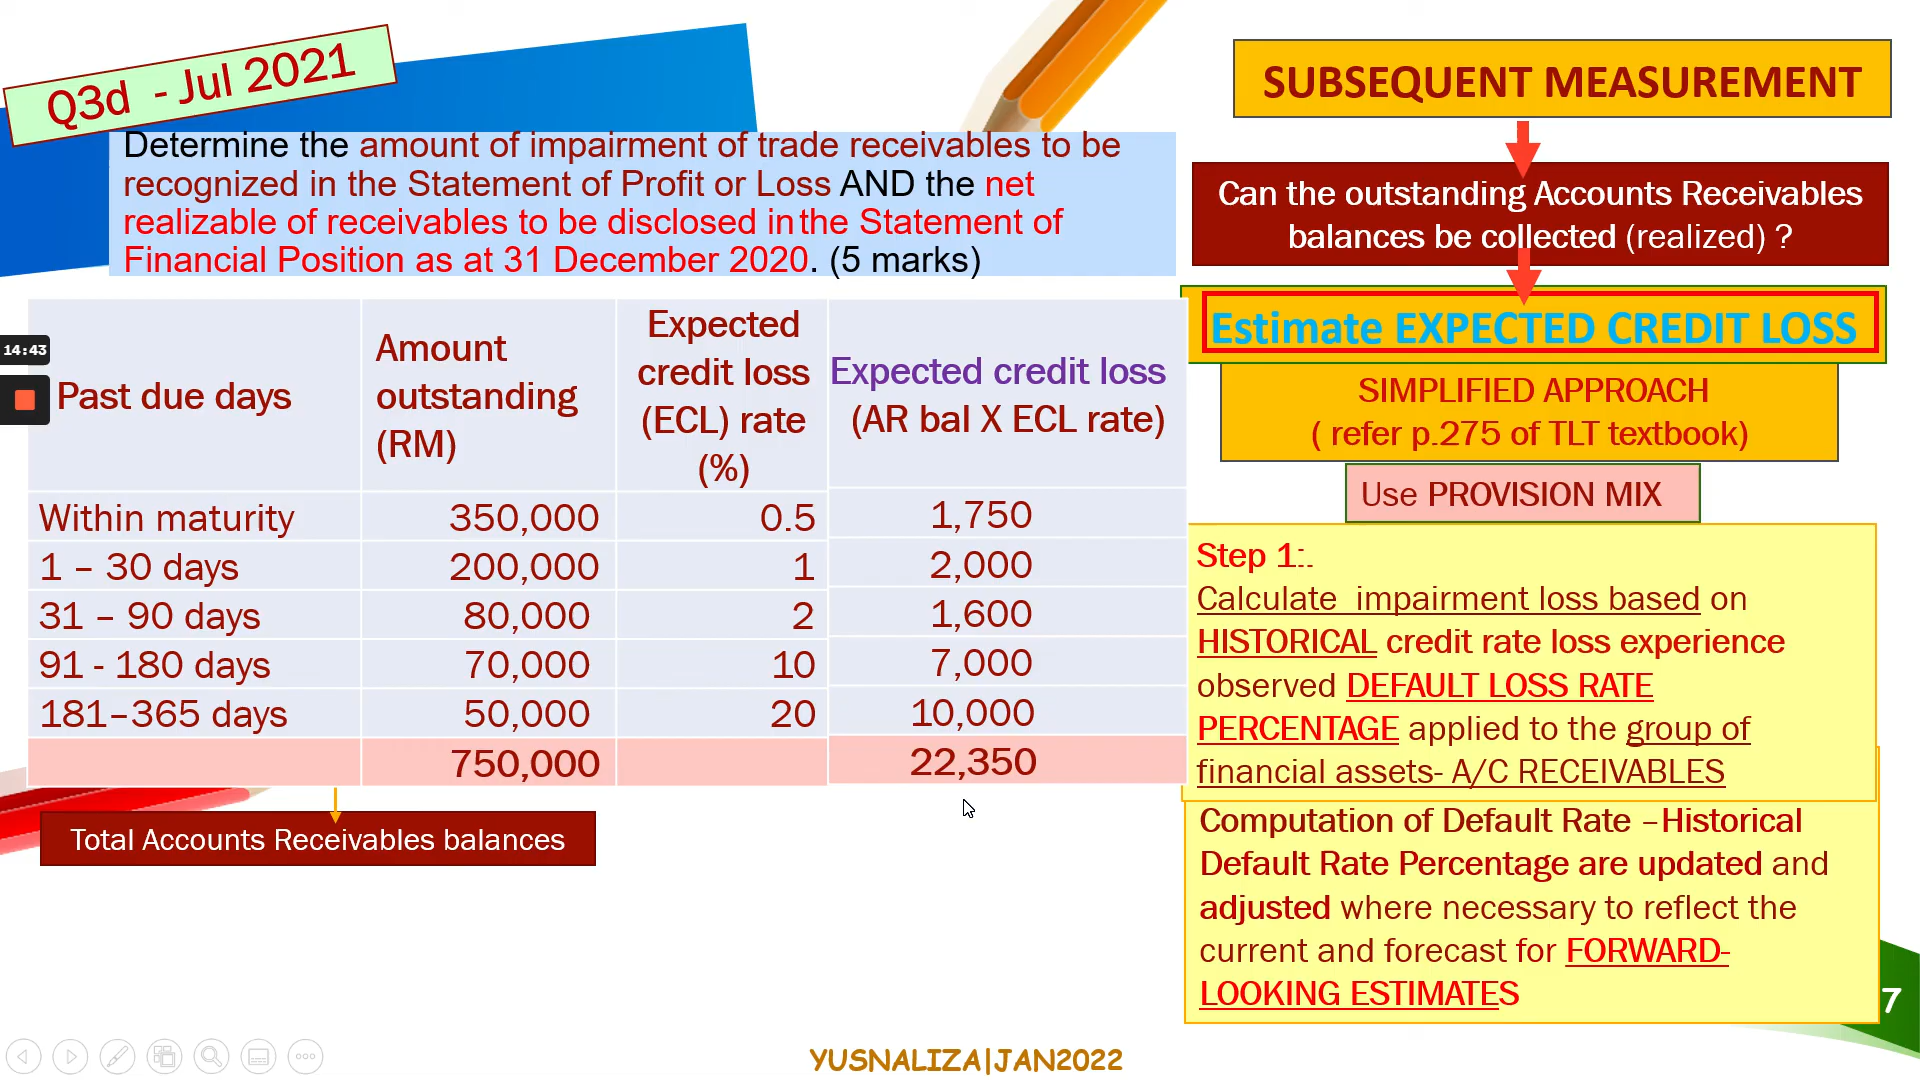 Q3d - Jul 2021
Determine the amount of impairment of trade receivables to be
recognized in the Statement of Profit or Loss AND the net
realizable of receivables to be disclosed in the Statement of
Financial Position as at 31 December 2020. (5 marks)
14:43
Past due days
Amount
outstanding
(RM)
Expected
credit loss
(ECL) rate
(%)
Expected credit loss
(AR bal X ECL rate)
Within maturity 350,000 0.5 1,750
1 – 30 days 200,000 1 2,000
31 – 90 days 80,000 2 1,600
91 - 180 days 70,000 10 7,000
181–365 days 50,000 20 10,000
750,000 22,350
Total Accounts Receivables balances
SUBSEQUENT MEASUREMENT
Can the outstanding Accounts Receivables
balances be collected (realized) ?
Estimate EXPECTED CREDIT LOSS
SIMPLIFIED APPROACH
( refer p.275 of TLT textbook)
Use PROVISION MIX
Step 1:.
Calculate impairment loss based on
HISTORICAL credit rate loss experience
observed DEFAULT LOSS RATE
PERCENTAGE applied to the group of
financial assets- A/C RECEIVABLES
Computation of Default Rate –Historical
Default Rate Percentage are updated and
adjusted where necessary to reflect the
current and forecast for FORWARD-
LOOKING ESTIMATES
7
YUSNALIZA|JAN2022